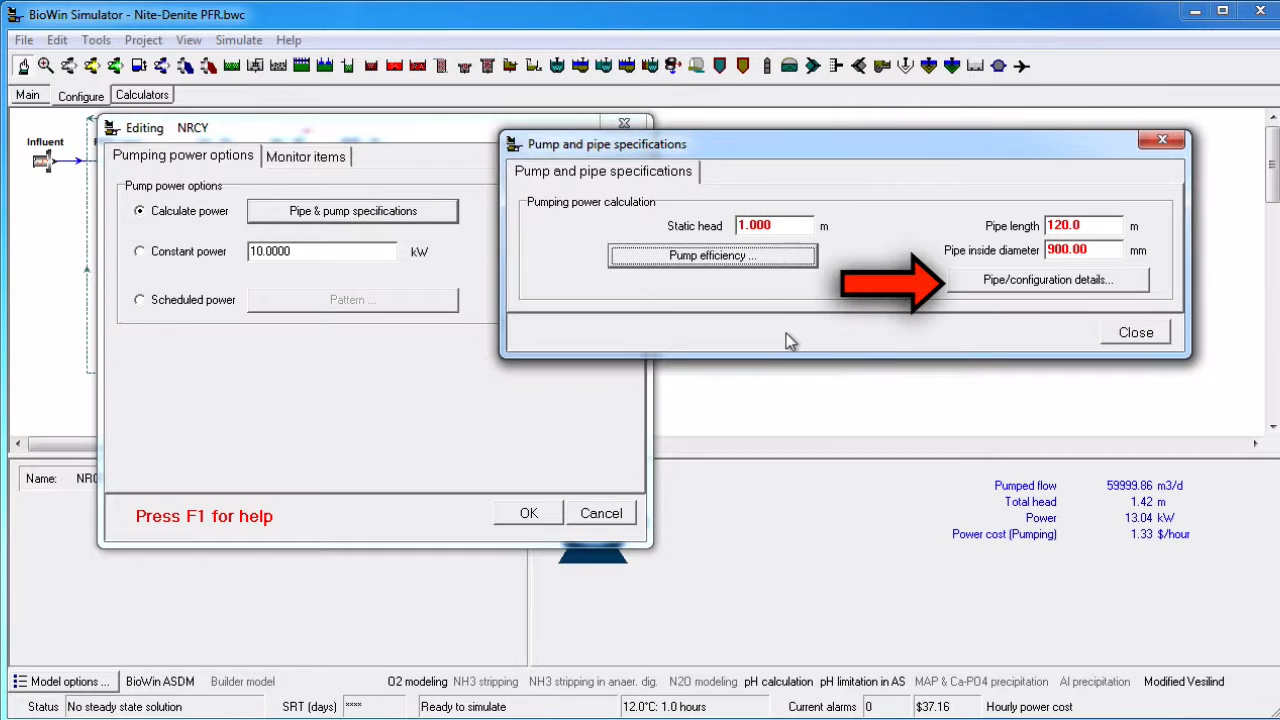 BioWin Simulator - Nite-Denite PFR.bwc
File Edit Tools Project View Simulate Help
Main Configure Calculators
Influent
Editing NRCY
Pumping power options Monitor items
Pump power options
Calculate power Pipe & pump specifications
Constant power 10.0000 kW
Scheduled power Pattern ...
Press F1 for help OK Cancel
Pump and pipe specifications
Pump and pipe specifications
Pumping power calculation
Static head 1.000 m Pipe length 120.0 m
Pump efficiency ... Pipe inside diameter 900.00 mm
Pipe/configuration details...
Close
Name:
Pumped flow 59999.86 m3/d
Total head 1.42 m
Power 13.04 kW
Power cost (Pumping) 1.33 $/hour
Model options ... BioWin ASDM Builder model O2 modeling NH3 stripping NH3 stripping in anaer. dig. N2O modeling pH calculation pH limitation in AS MAP & Ca-PO4 precipitation Al precipitation Modified Vesilind
Status No steady state solution SRT (days) **** Ready to simulate 12.0°C: 1.0 hours Current alarms 0 $37.16 Hourly power cost